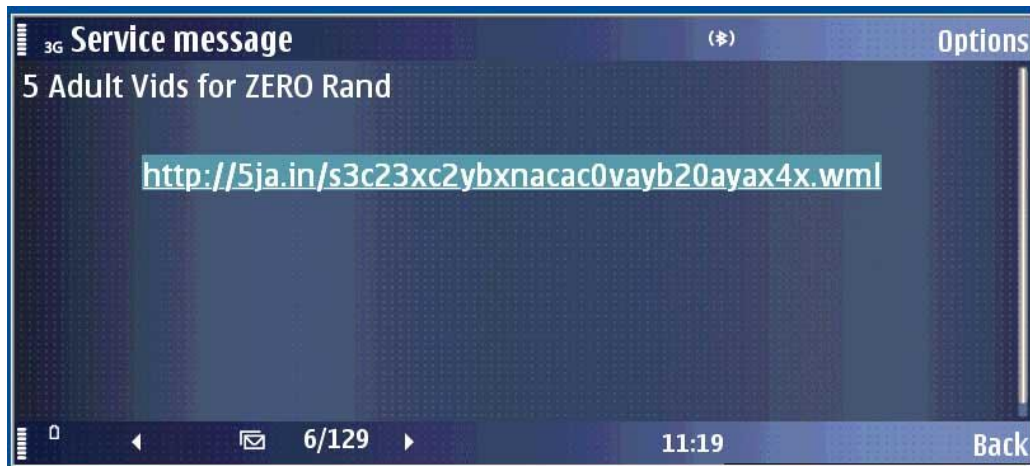 3G Service message Options
5 Adult Vids for ZERO Rand
http://5ja.in/s3c23xc2ybxnacac0vayb20ayax4x.wml
6/129 11:19 Back